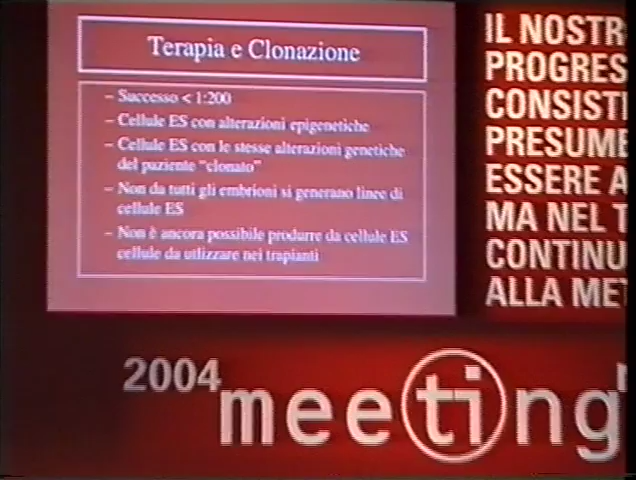 Terapia e Clonazione
– Successo < 1:200
– Cellule ES con alterazioni epigenetiche
– Cellule ES con le stesse alterazioni genetiche
del paziente "clonato"
– Non da tutti gli embrioni si generano linee di
cellule ES
– Non è ancora possibile produrre da cellule ES
cellule da utilizzare nei trapianti
IL NOSTR
PROGRES
CONSISTI
PRESUME
ESSERE A
MA NEL T
CONTINU
ALLA MET
2004
meeting